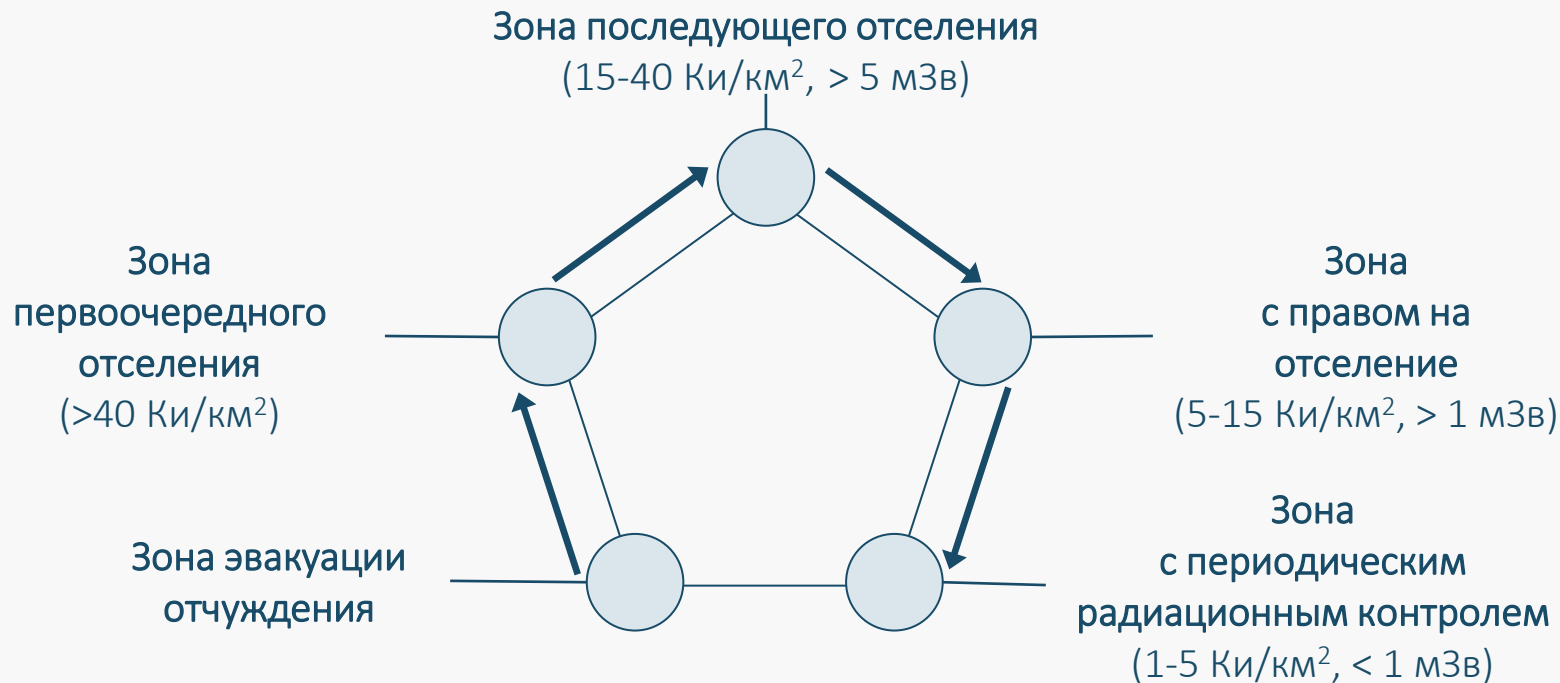 Зона последующего отселения
(15-40 Ки/км², > 5 мЗв)
Зона
первоочередного
отселения
(>40 Ки/км²)
Зона
с правом на
отселение
(5-15 Ки/км², > 1 мЗв)
Зона эвакуации
отчуждения
Зона
с периодическим
радиационным контролем
(1-5 Ки/км², < 1 мЗв)